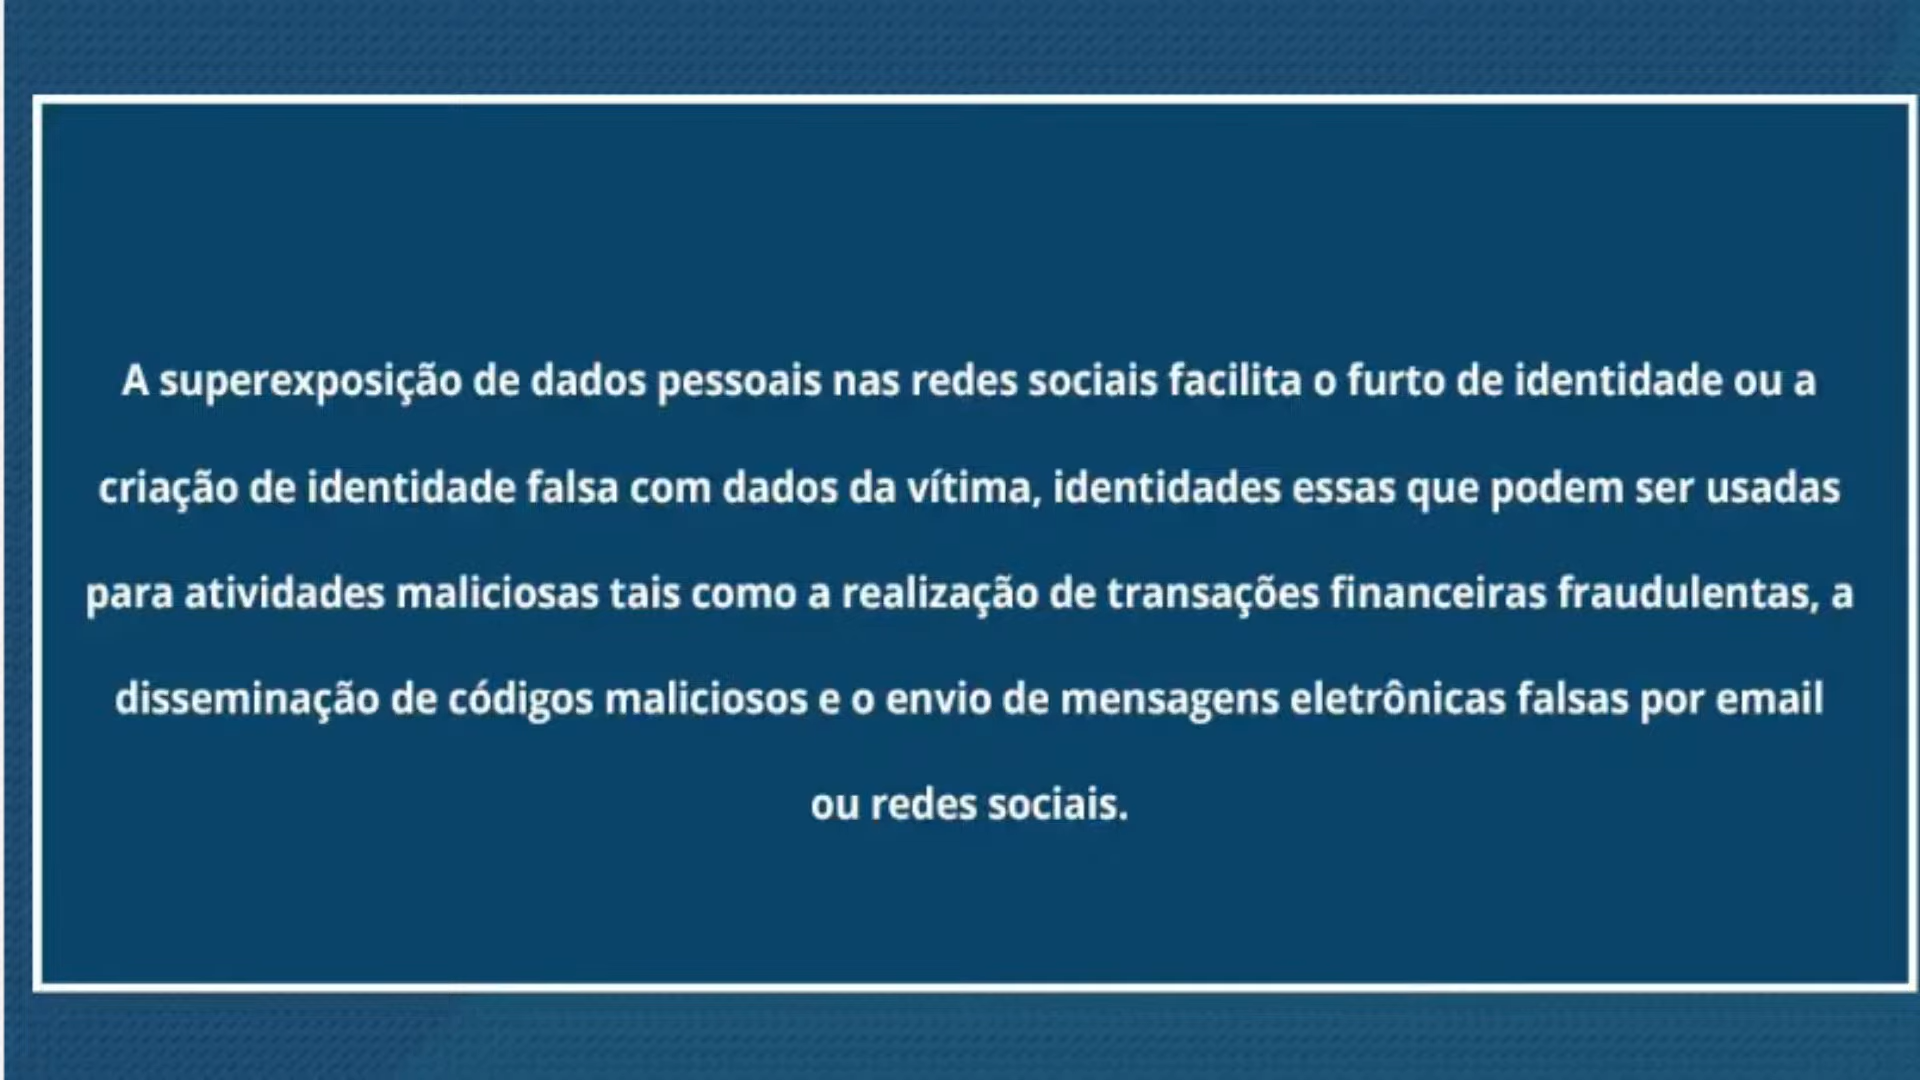 A superexposição de dados pessoais nas redes sociais facilita o furto de identidade ou a
criação de identidade falsa com dados da vítima, identidades essas que podem ser usadas
para atividades maliciosas tais como a realização de transações financeiras fraudulentas, a
disseminação de códigos maliciosos e o envio de mensagens eletrônicas falsas por email
ou redes sociais.